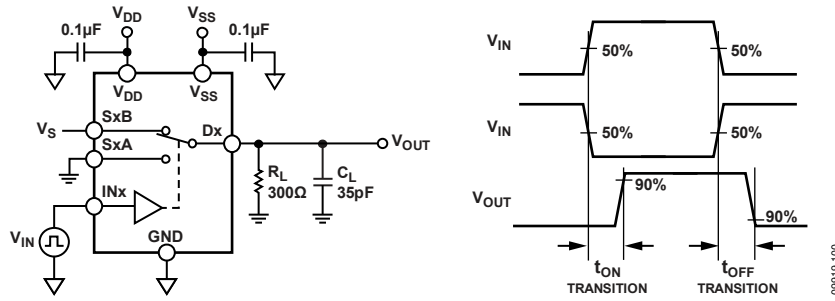 VDD VSS
0.1µF 0.1µF
VDD VSS
SxB
VS
Dx
VOUT
SxA
RL
300Ω
CL
35pF
INx
VIN
GND
VIN
50% 50%
VIN
50% 50%
VOUT
90%
90%
tON
TRANSITION
tOFF
TRANSITION